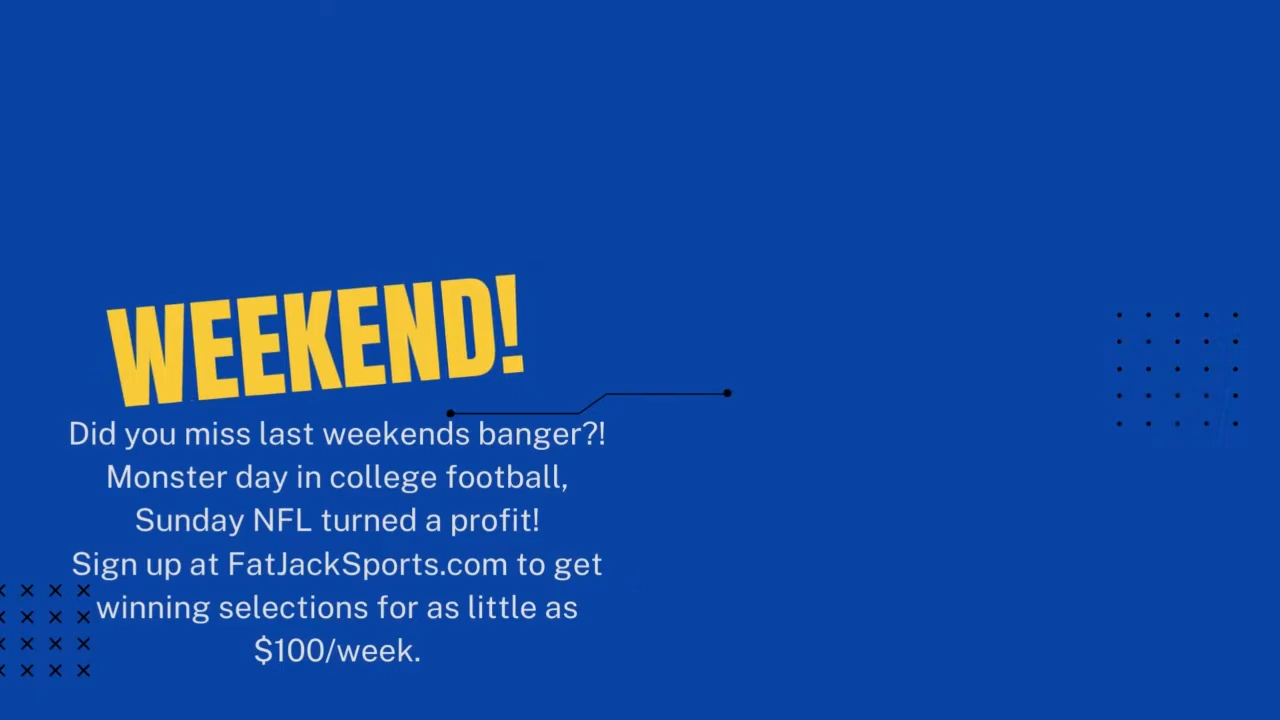 WEEKEND!
Did you miss last weekends banger?!
Monster day in college football,
Sunday NFL turned a profit!
Sign up at FatJackSports.com to get
winning selections for as little as
$100/week.